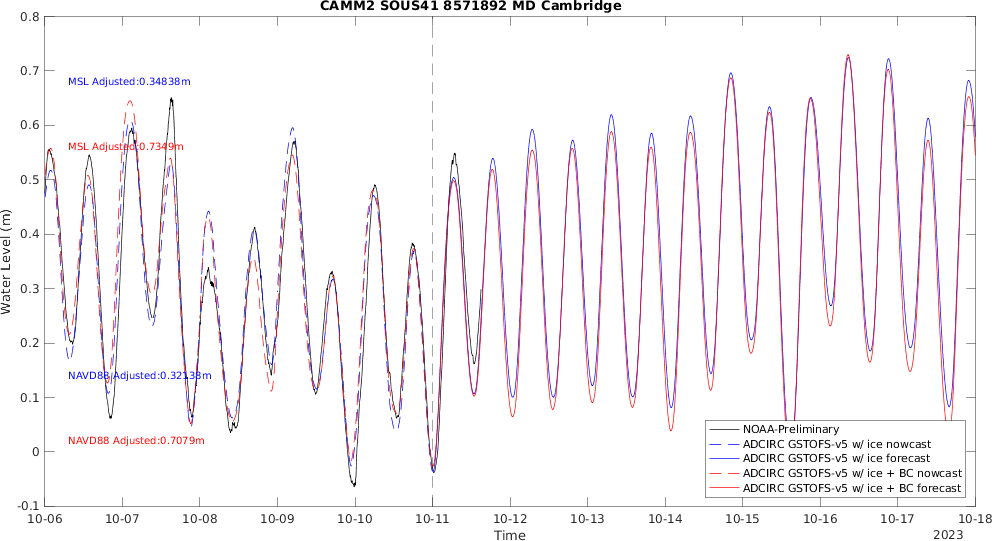 CAMM2 SOUS41 8571892 MD Cambridge
Water Level (m)
0.8
0.7
0.6
0.5
0.4
0.3
0.2
0.1
0
-0.1
MSL Adjusted:0.34838m
MSL Adjusted:0.7349m
NAVD88 Adjusted:0.32138m
NAVD88 Adjusted:0.7079m
NOAA-Preliminary
ADCIRC GSTOFS-v5 w/ ice nowcast
ADCIRC GSTOFS-v5 w/ ice forecast
ADCIRC GSTOFS-v5 w/ ice + BC nowcast
ADCIRC GSTOFS-v5 w/ ice + BC forecast
10-06 10-07 10-08 10-09 10-10 10-11 10-12 10-13 10-14 10-15 10-16 10-17 10-18
Time
2023